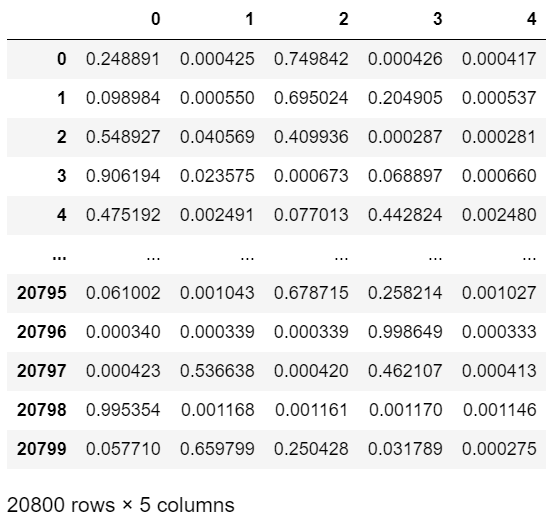 0 1 2 3 4
0 0.248891 0.000425 0.749842 0.000426 0.000417
1 0.098984 0.000550 0.695024 0.204905 0.000537
2 0.548927 0.040569 0.409936 0.000287 0.000281
3 0.906194 0.023575 0.000673 0.068897 0.000660
4 0.475192 0.002491 0.077013 0.442824 0.002480
... ... ... ... ... ...
20795 0.061002 0.001043 0.678715 0.258214 0.001027
20796 0.000340 0.000339 0.000339 0.998649 0.000333
20797 0.000423 0.536638 0.000420 0.462107 0.000413
20798 0.995354 0.001168 0.001161 0.001170 0.001146
20799 0.057710 0.659799 0.250428 0.031789 0.000275
20800 rows × 5 columns